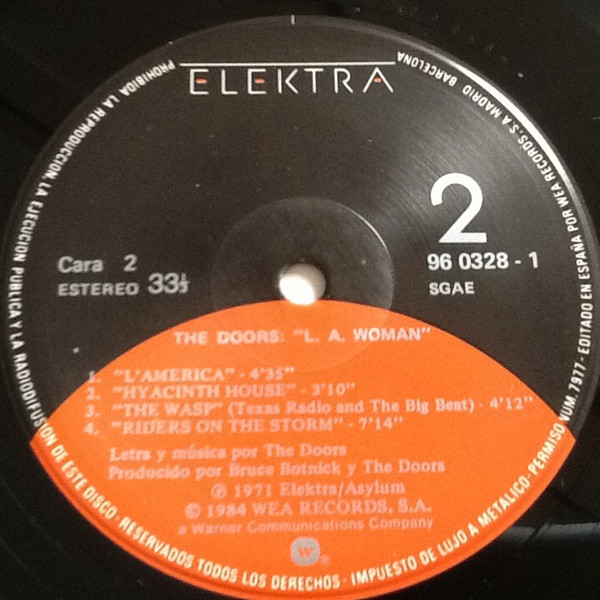 ELEKTRA
2
Cara 2
96 0328 - 1
ESTEREO 33⅓
SGAE
THE DOORS: "L. A. WOMAN"
1. "L'AMERICA" - 4'35"
2. "HYACINTH HOUSE" - 3'10"
3. "THE WASP" (Texas Radio and The Big Beat) - 4'12"
4. "RIDERS ON THE STORM" - 7'14"
Letra y música por The Doors
Producido por Bruce Botnick y The Doors
℗ 1971 Elektra/Asylum
© 1984 WEA RECORDS, S.A.
a Warner Communications Company
w®
PROHIBIDA LA REPRODUCCION, LA EJECUCION PUBLICA Y LA RADIODIFUSION DE ESTE DISCO - RESERVADOS TODOS LOS DERECHOS - IMPUESTO DE LUJO A METALICO - PERMISO NUM. 7977 - EDITADO EN ESPAÑA POR WEA RECORDS, S.A. MADRID BARCELONA